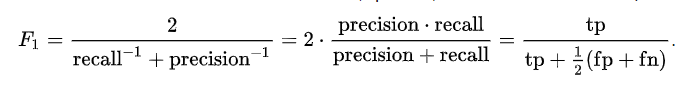 F₁ = 2 / (recall⁻¹ + precision⁻¹) = 2 · (precision · recall) / (precision + recall) = tp / (tp + ½(fp + fn)).